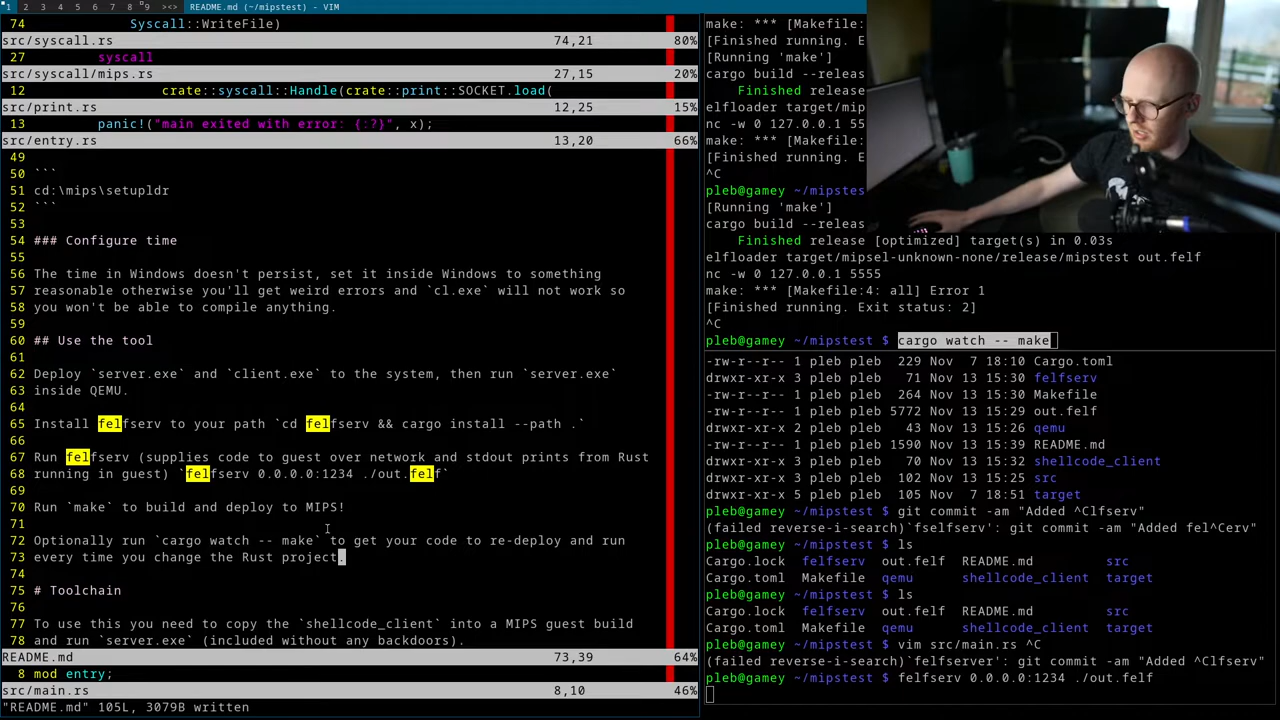 1 2 3 4 5 6 7 8 9 ><> README.md (~/mipstest) - VIM
74 Syscall::WriteFile)
src/syscall.rs 74,21 80%
27 syscall
src/syscall/mips.rs 27,15 20%
12 crate::syscall::Handle(crate::print::SOCKET.load(
src/print.rs 12,25 15%
13 panic!("main exited with error: {:?}", x);
src/entry.rs 13,20 66%
49
50 ```
51 cd:\mips\setupldr
52 ```
53
54 ### Configure time
55
56 The time in Windows doesn't persist, set it inside Windows to something
57 reasonable otherwise you'll get weird errors and `cl.exe` will not work so
58 you won't be able to compile anything.
59
60 ## Use the tool
61
62 Deploy `server.exe` and `client.exe` to the system, then run `server.exe`
63 inside QEMU.
64
65 Install felfserv to your path `cd felfserv && cargo install --path .`
66
67 Run felfserv (supplies code to guest over network and stdout prints from Rust
68 running in guest) `felfserv 0.0.0.0:1234 ./out.felf`
69
70 Run `make` to build and deploy to MIPS!
71
72 Optionally run `cargo watch -- make` to get your code to re-deploy and run
73 every time you change the Rust project.
74
75 # Toolchain
76
77 To use this you need to copy the `shellcode_client` into a MIPS guest build
78 and run `server.exe` (included without any backdoors).
README.md 73,39 64%
8 mod entry;
src/main.rs 8,10 46%
"README.md" 105L, 3079B written
make: *** [Makefile:
[Finished running. E
[Running 'make']
cargo build --releas
Finished release
elfloader target/mip
nc -w 0 127.0.0.1 555
make: *** [Makefile:
[Finished running. E
^C
pleb@gamey ~/mipstes
[Running 'make']
cargo build --releas
Finished release [optimized] target(s) in 0.03s
elfloader target/mipsel-unknown-none/release/mipstest out.felf
nc -w 0 127.0.0.1 5555
make: *** [Makefile:4: all] Error 1
[Finished running. Exit status: 2]
^C
pleb@gamey ~/mipstest $ cargo watch -- make
-rw-r--r-- 1 pleb pleb 229 Nov 7 18:10 Cargo.toml
drwxr-xr-x 3 pleb pleb 71 Nov 13 15:30 felfserv
-rw-r--r-- 1 pleb pleb 264 Nov 13 15:30 Makefile
-rw-r--r-- 1 pleb pleb 5772 Nov 13 15:29 out.felf
drwxr-xr-x 2 pleb pleb 83 Nov 13 15:26 qemu
-rw-r--r-- 1 pleb pleb 1590 Nov 13 15:39 README.md
drwxr-xr-x 3 pleb pleb 70 Nov 13 15:32 shellcode_client
drwxr-xr-x 3 pleb pleb 70 Nov 13 15:25 src
drwxr-xr-x 5 pleb pleb 105 Nov 7 18:51 target
pleb@gamey ~/mipstest $ git commit -am "Added ^Clfserv"
(failed reverse-i-search)`fselfserv': git commit -am "Added fel^Cerv"
pleb@gamey ~/mipstest $ ls
Cargo.lock felfserv out.felf README.md src
Cargo.toml Makefile qemu shellcode_client target
pleb@gamey ~/mipstest $ ls
Cargo.lock felfserv out.felf README.md src
Cargo.toml Makefile qemu shellcode_client target
pleb@gamey ~/mipstest $ vim src/main.rs ^C
(failed reverse-i-search)`felfserver': git commit -am "Added ^Clfserv"
pleb@gamey ~/mipstest $ felfserv 0.0.0.0:1234 ./out.felf